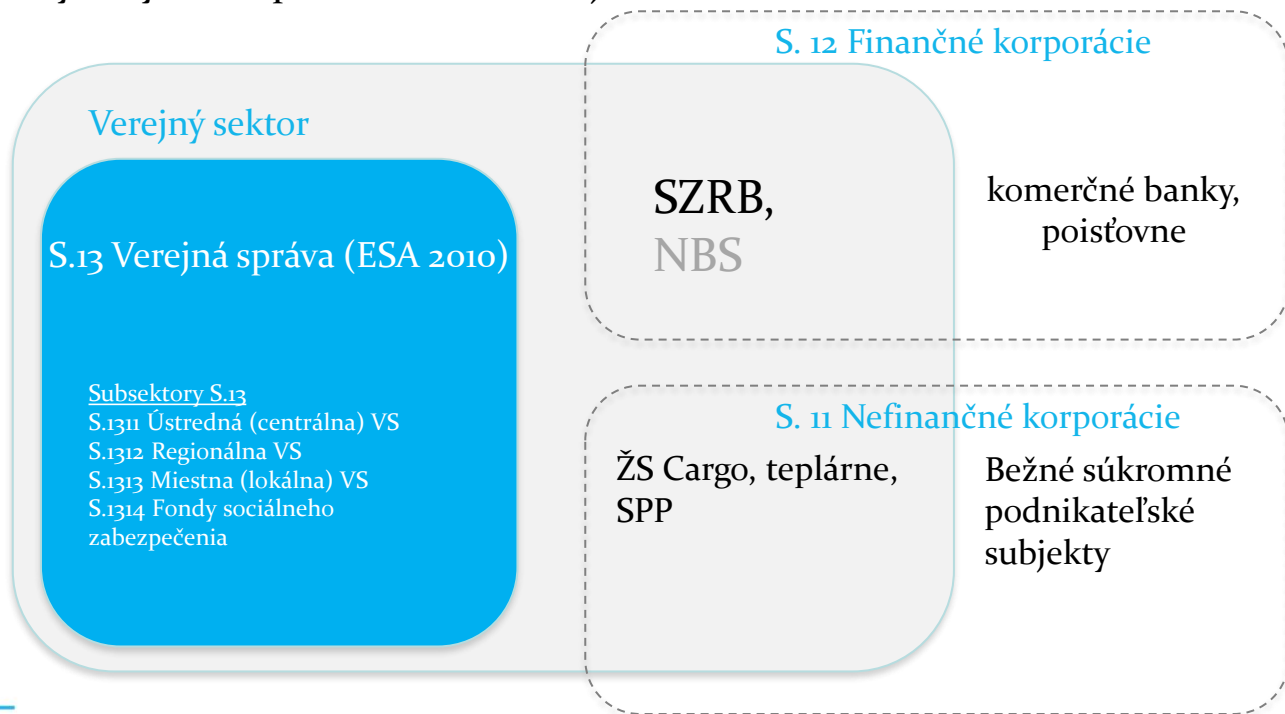 S. 12 Finančné korporácie
Verejný sektor
S.13 Verejná správa (ESA 2010)
Subsektory S.13
S.1311 Ústredná (centrálna) VS
S.1312 Regionálna VS
S.1313 Miestna (lokálna) VS
S.1314 Fondy sociálneho
zabezpečenia
SZRB,
NBS
komerčné banky,
poisťovne
S. 11 Nefinančné korporácie
ŽS Cargo, teplárne,
SPP
Bežné súkromné
podnikateľské
subjekty